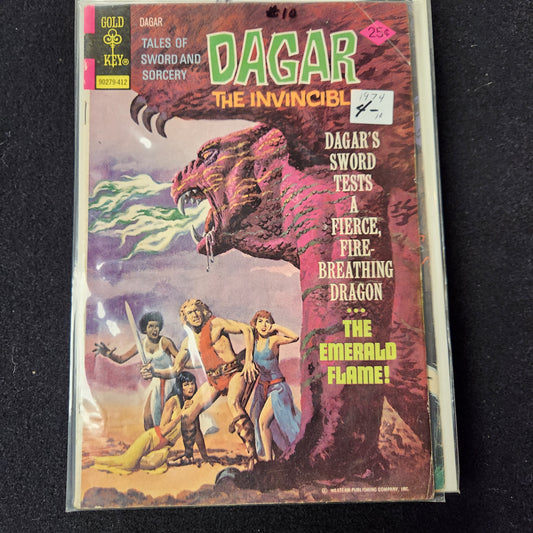 #10
GOLD
KEY®
90279-412
DAGAR
TALES OF
SWORD AND
SORCERY
DAGAR
THE INVINCIBL
25¢
1974
4-
10
DAGAR'S
SWORD
TESTS
A
FIERCE,
FIRE-
BREATHING
DRAGON
...
THE
EMERALD
FLAME!
© WESTERN PUBLISHING COMPANY, INC.